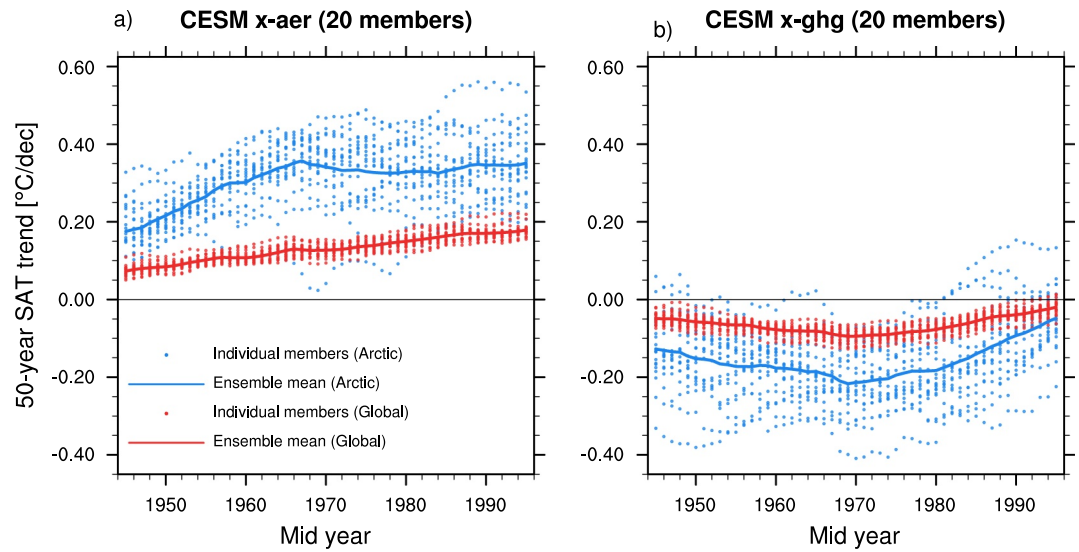 a)
CESM x-aer (20 members)
b)
CESM x-ghg (20 members)
50-year SAT trend [°C/dec]
0.60
0.40
0.20
0.00
-0.20
-0.40
Individual members (Arctic)
Ensemble mean (Arctic)
Individual members (Global)
Ensemble mean (Global)
1950 1960 1970 1980 1990
Mid year
0.60
0.40
0.20
0.00
-0.20
-0.40
1950 1960 1970 1980 1990
Mid year